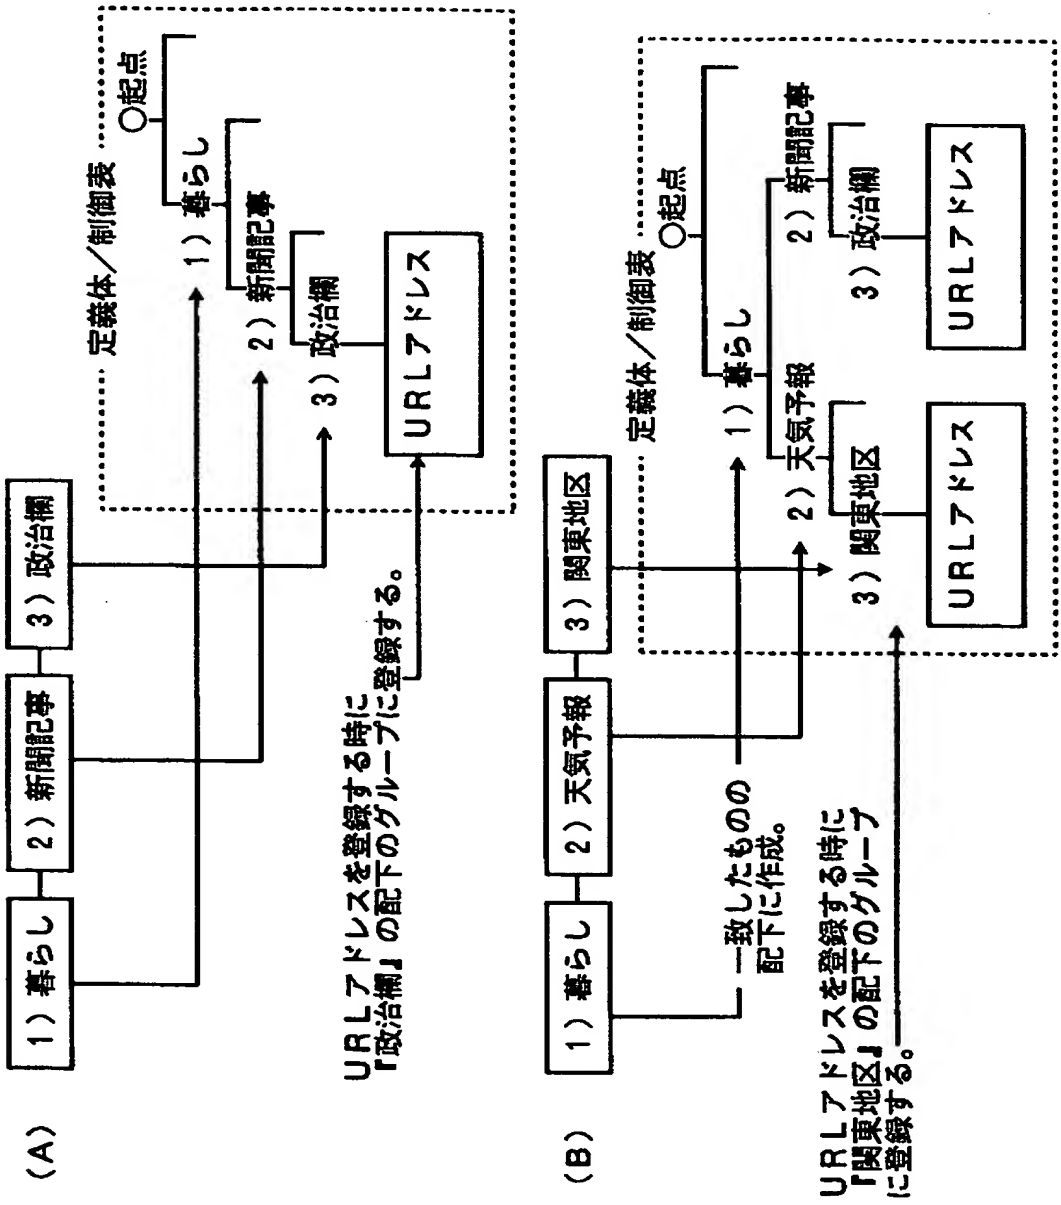 (A)
1) 暮らし
2) 新聞記事
3) 政治欄
定義体/制御表
○起点
1) 暮らし
2) 新聞記事
3) 政治欄
URLアドレス
URLアドレスを登録する時に
『政治欄』の配下のグループに登録する。
(B)
1) 暮らし
2) 天気予報
3) 関東地区
定義体/制御表
○起点
1) 暮らし
2) 天気予報
2) 新聞記事
3) 関東地区
3) 政治欄
URLアドレス
URLアドレス
一致したものの
配下に作成。
URLアドレスを登録する時に
『関東地区』の配下のグループ
に登録する。